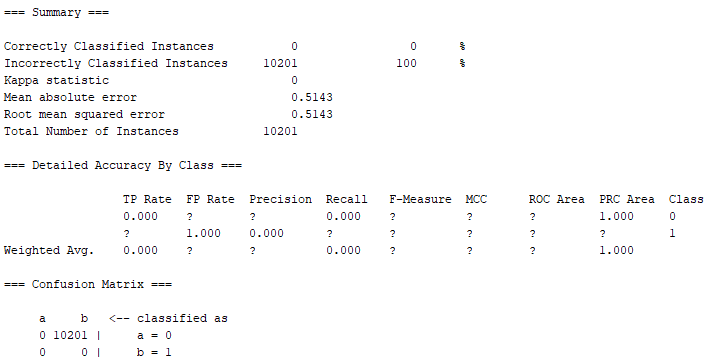 === Summary ===
Correctly Classified Instances 0 0 %
Incorrectly Classified Instances 10201 100 %
Kappa statistic 0
Mean absolute error 0.5143
Root mean squared error 0.5143
Total Number of Instances 10201
=== Detailed Accuracy By Class ===
TP Rate FP Rate Precision Recall F-Measure MCC ROC Area PRC Area Class
0.000 ? ? 0.000 ? ? ? 1.000 0
? 1.000 0.000 ? ? ? ? ? 1
Weighted Avg. 0.000 ? ? 0.000 ? ? ? 1.000
=== Confusion Matrix ===
a b <-- classified as
0 10201 | a = 0
0 0 | b = 1